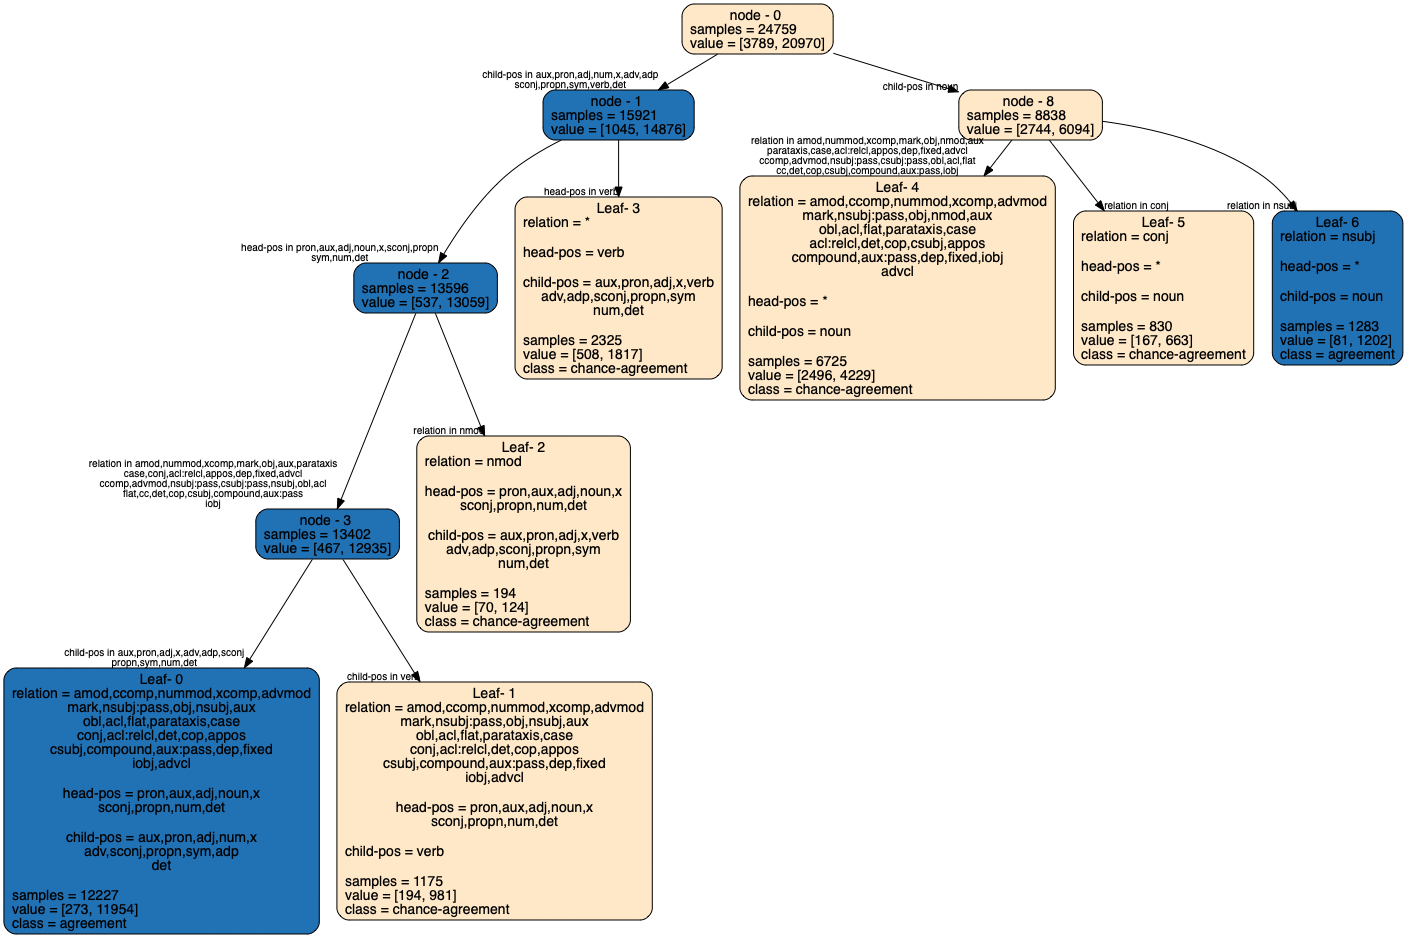 node - 0
samples = 24759
value = [3789, 20970]
child-pos in aux,pron,adj,num,x,adv,adp
sconj,propn,sym,verb,det
child-pos in noun
node - 1
samples = 15921
value = [1045, 14876]
node - 8
samples = 8838
value = [2744, 6094]
head-pos in pron,aux,adj,noun,x,sconj,propn
sym,num,det
head-pos in verb
relation in amod,nummod,xcomp,mark,obj,nmod,aux
parataxis,case,acl:relcl,appos,dep,fixed,advcl
ccomp,advmod,nsubj:pass,csubj:pass,obl,acl,flat
cc,det,cop,csubj,compound,aux:pass,iobj
relation in conj
relation in nsubj
node - 2
samples = 13596
value = [537, 13059]
Leaf- 3
relation = *
head-pos = verb
child-pos = aux,pron,adj,x,verb
adv,adp,sconj,propn,sym
num,det
samples = 2325
value = [508, 1817]
class = chance-agreement
Leaf- 4
relation = amod,ccomp,nummod,xcomp,advmod
mark,nsubj:pass,obj,nmod,aux
obl,acl,flat,parataxis,case
acl:relcl,det,cop,csubj,appos
compound,aux:pass,dep,fixed,iobj
advcl
head-pos = *
child-pos = noun
samples = 6725
value = [2496, 4229]
class = chance-agreement
Leaf- 5
relation = conj
head-pos = *
child-pos = noun
samples = 830
value = [167, 663]
class = chance-agreement
Leaf- 6
relation = nsubj
head-pos = *
child-pos = noun
samples = 1283
value = [81, 1202]
class = agreement
relation in amod,nummod,xcomp,mark,obj,aux,parataxis
case,conj,acl:relcl,appos,dep,fixed,advcl
ccomp,advmod,nsubj:pass,csubj:pass,nsubj,obl,acl
flat,cc,det,cop,csubj,compound,aux:pass
iobj
relation in nmod
node - 3
samples = 13402
value = [467, 12935]
Leaf- 2
relation = nmod
head-pos = pron,aux,adj,noun,x
sconj,propn,num,det
child-pos = aux,pron,adj,x,verb
adv,adp,sconj,propn,sym
num,det
samples = 194
value = [70, 124]
class = chance-agreement
child-pos in aux,pron,adj,x,adv,adp,sconj
propn,sym,num,det
child-pos in verb
Leaf- 0
relation = amod,ccomp,nummod,xcomp,advmod
mark,nsubj:pass,obj,nsubj,aux
obl,acl,flat,parataxis,case
conj,acl:relcl,det,cop,appos
csubj,compound,aux:pass,dep,fixed
iobj,advcl
head-pos = pron,aux,adj,noun,x
sconj,propn,num,det
child-pos = aux,pron,adj,num,x
adv,sconj,propn,sym,adp
det
samples = 12227
value = [273, 11954]
class = agreement
Leaf- 1
relation = amod,ccomp,nummod,xcomp,advmod
mark,nsubj:pass,obj,nsubj,aux
obl,acl,flat,parataxis,case
conj,acl:relcl,det,cop,appos
csubj,compound,aux:pass,dep,fixed
iobj,advcl
head-pos = pron,aux,adj,noun,x
sconj,propn,num,det
child-pos = verb
samples = 1175
value = [194, 981]
class = chance-agreement